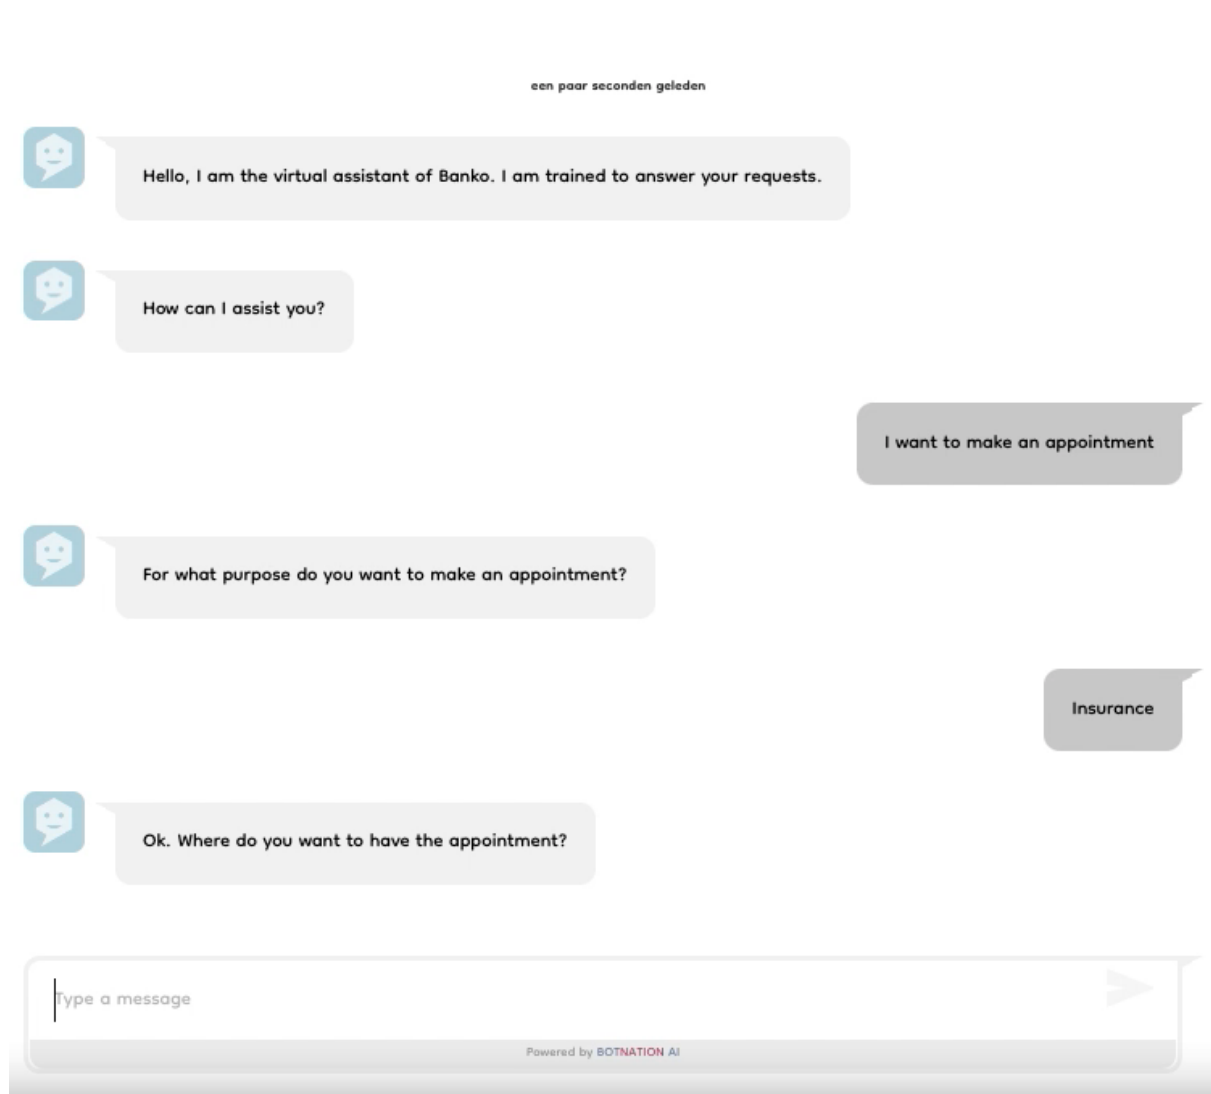 een paar seconden geleden
Hello, I am the virtual assistant of Banko. I am trained to answer your requests.
How can I assist you?
I want to make an appointment
For what purpose do you want to make an appointment?
Insurance
Ok. Where do you want to have the appointment?
Type a message
Powered by BOTNATION AI